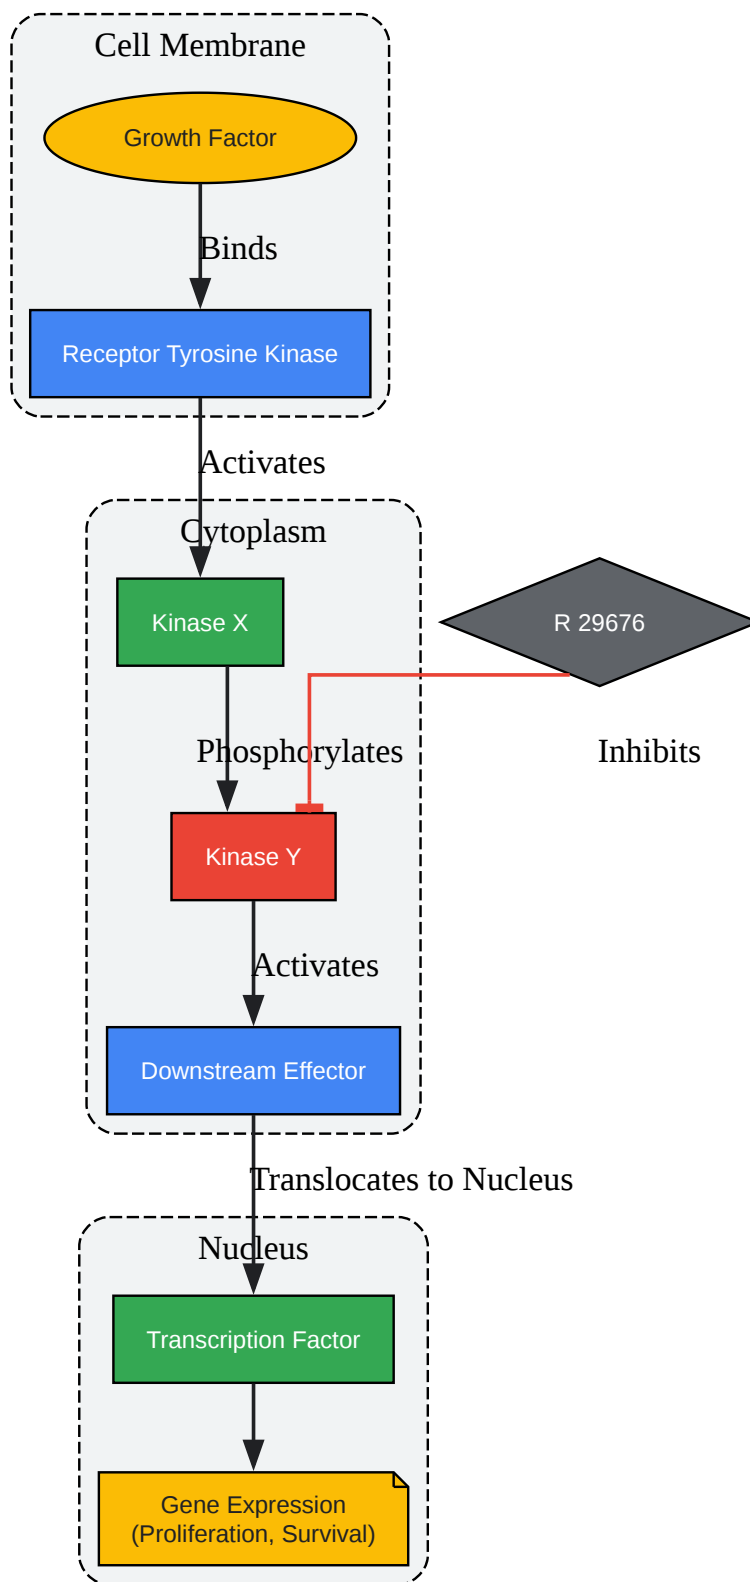 Cell Membrane
Growth Factor
Binds
Receptor Tyrosine Kinase
Activates
Cytoplasm
Kinase X
R 29676
Phosphorylates
Inhibits
Kinase Y
Activates
Downstream Effector
Translocates to Nucleus
Nucleus
Transcription Factor
Gene Expression
(Proliferation, Survival)